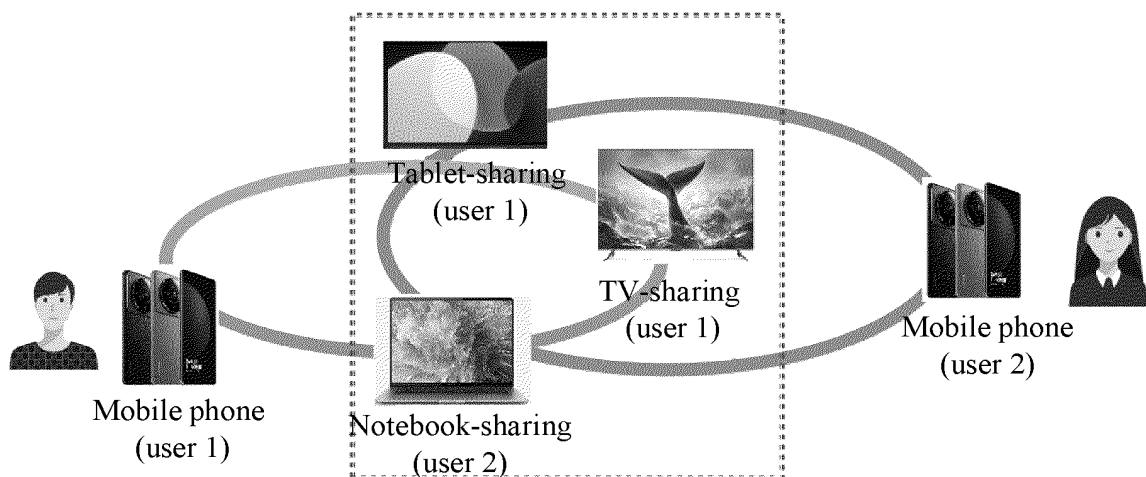 Tablet-sharing
(user 1)
TV-sharing
(user 1)
Mobile phone
(user 2)
Mobile phone
(user 1)
Notebook-sharing
(user 2)